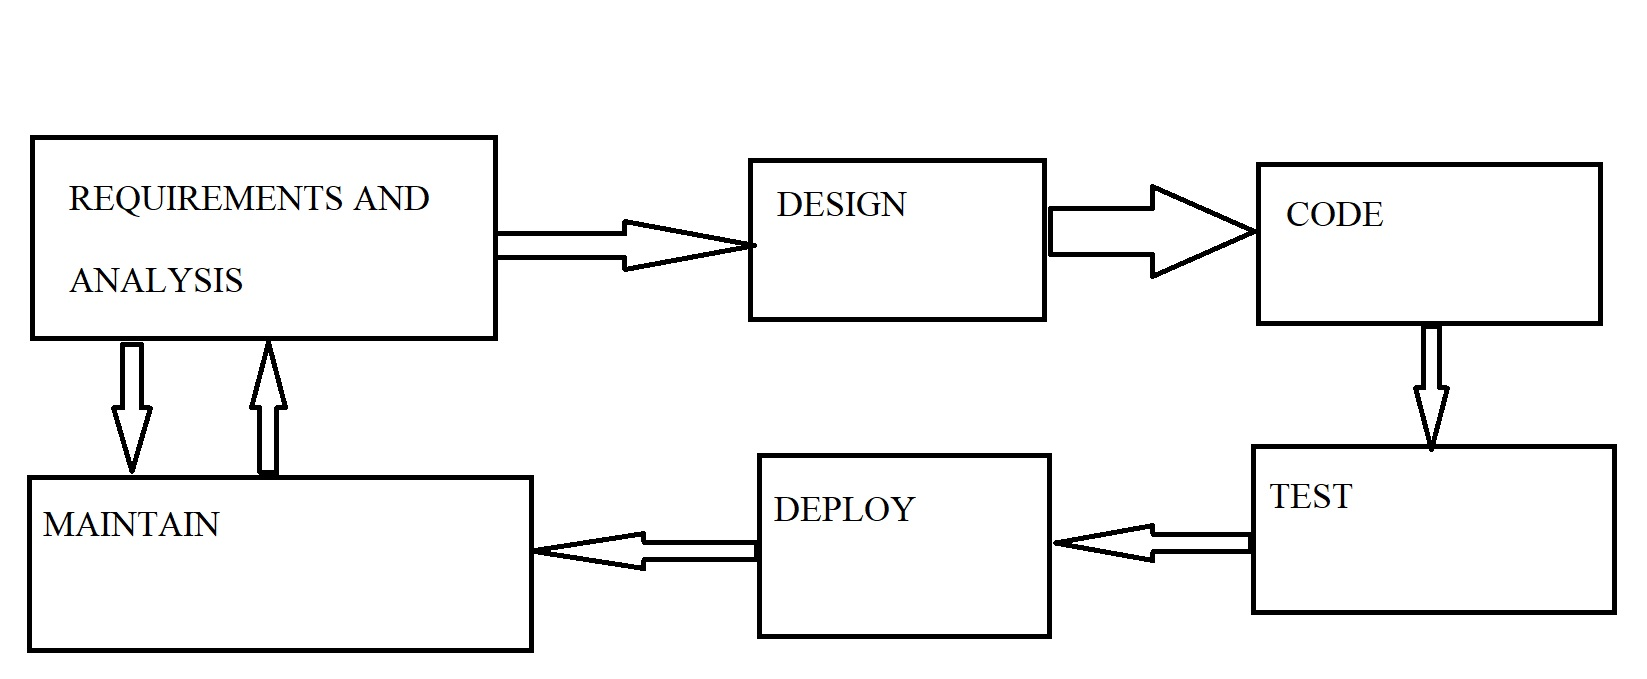 REQUIREMENTS AND
ANALYSIS
DESIGN
CODE
MAINTAIN
DEPLOY
TEST